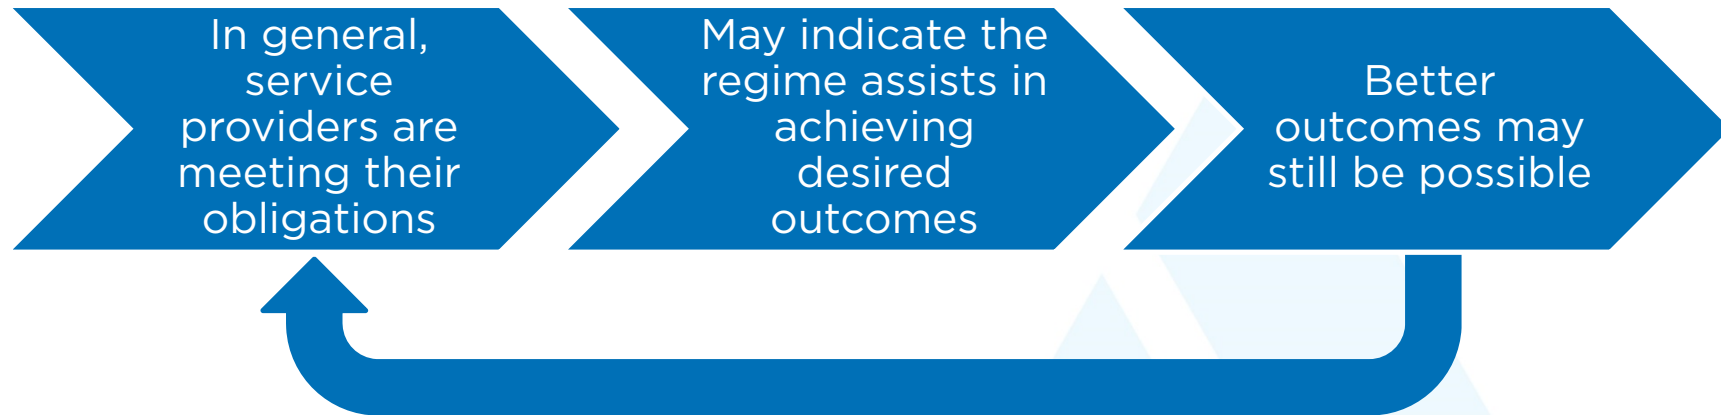 In general,
service
providers are
meeting their
obligations
May indicate the
regime assists in
achieving
desired
outcomes
Better
outcomes may
still be possible